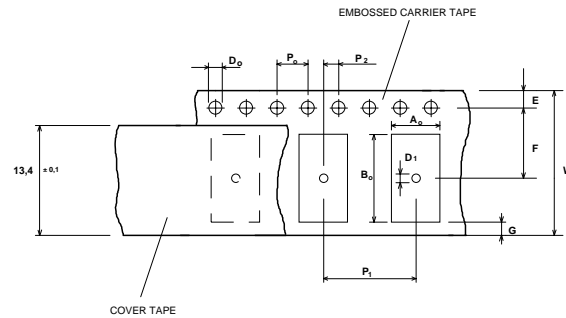 EMBOSSED CARRIER TAPE
Do Po P2
E
Ao
F
D1
13,4 ± 0,1
Bo
W
G
P1
COVER TAPE